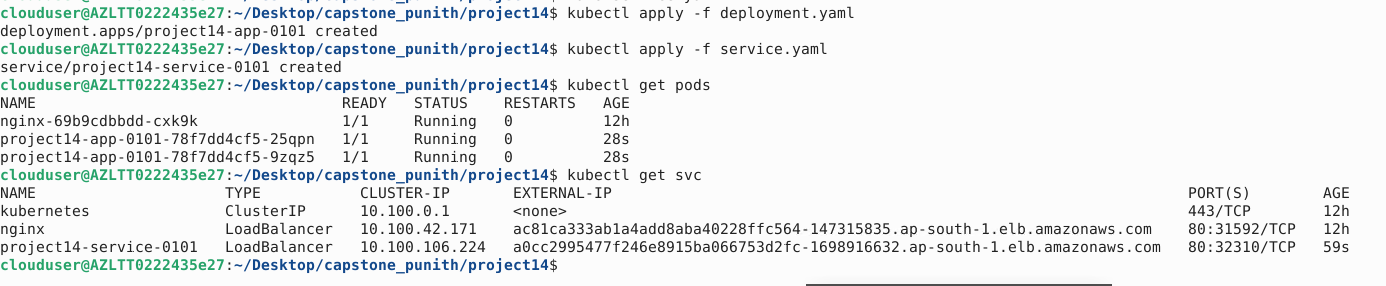 clouduser@AZLTT0222435e27:~/Desktop/capstone_punith/project14$ kubectl apply -f deployment.yaml
deployment.apps/project14-app-0101 created
clouduser@AZLTT0222435e27:~/Desktop/capstone_punith/project14$ kubectl apply -f service.yaml
service/project14-service-0101 created
clouduser@AZLTT0222435e27:~/Desktop/capstone_punith/project14$ kubectl get pods
NAME READY STATUS RESTARTS AGE
nginx-69b9cdbbdd-cxk9k 1/1 Running 0 12h
project14-app-0101-78f7dd4cf5-25qpn 1/1 Running 0 28s
project14-app-0101-78f7dd4cf5-9zqz5 1/1 Running 0 28s
clouduser@AZLTT0222435e27:~/Desktop/capstone_punith/project14$ kubectl get svc
NAME TYPE CLUSTER-IP EXTERNAL-IP PORT(S) AGE
kubernetes ClusterIP 10.100.0.1 <none> 443/TCP 12h
nginx LoadBalancer 10.100.42.171 ac81ca333ab1a4add8aba40228ffc564-147315835.ap-south-1.elb.amazonaws.com 80:31592/TCP 12h
project14-service-0101 LoadBalancer 10.100.106.224 a0cc2995477f246e8915ba066753d2fc-1698916632.ap-south-1.elb.amazonaws.com 80:32310/TCP 59s
clouduser@AZLTT0222435e27:~/Desktop/capstone_punith/project14$